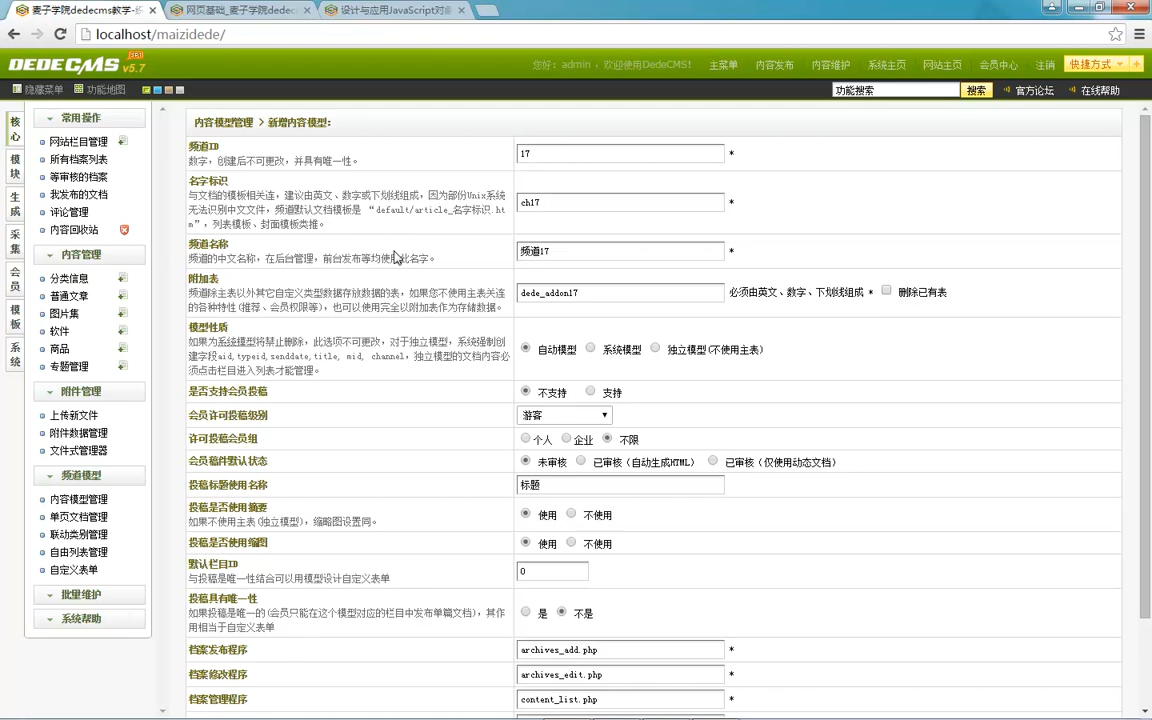 麦子学院dedecms教学-织
网页基础_麦子学院dedec
设计与应用JavaScript对象
localhost/maizidede/
DEDECMS v5.7
您好: admin , 欢迎使用DedeCMS!
主菜单
内容发布
内容维护
系统主页
网站主页
会员中心
注销
快捷方式
隐藏菜单
功能地图
功能搜索
搜索
官方论坛
在线帮助
核心
模块
生成
采集
会员
模板
系统
常用操作
网站栏目管理
所有档案列表
等审核的档案
我发布的文档
评论管理
内容回收站
内容管理
分类信息
普通文章
图片集
软件
商品
专题管理
附件管理
上传新文件
附件数据管理
文件式管理器
频道模型
内容模型管理
单页文档管理
联动类别管理
自由列表管理
自定义表单
批量维护
系统帮助
内容模型管理 > 新增内容模型:
频道ID
数字，创建后不可更改，并具有唯一性。
17 *
名字标识
与文档的模板相关连，建议由英文、数字或下划线组成，因为部份Unix系统
无法识别中文文件，频道默认文档模板是 “default/article_名字标识.ht
m”，列表模板、封面模板类推。
ch17 *
频道名称
频道的中文名称，在后台管理，前台发布等均使用此名字。
频道17 *
附加表
频道除主表以外其它自定义类型数据存放数据的表，如果您不使用主表关连
的各种特性(推荐、会员权限等)，也可以使用完全以附加表作为存储数据。
dede_addon17 必须由英文、数字、下划线组成 * 删除已有表
模型性质
如果为系统模型将禁止删除，此选项不可更改，对于独立模型，系统强制创
建字段aid,typeid,senddate,title, mid, channel，独立模型的文档内容必
须点击栏目进入列表才能管理。
自动模型 系统模型 独立模型(不使用主表)
是否支持会员投稿
不支持 支持
会员许可投稿级别
游客
许可投稿会员组
个人 企业 不限
会员稿件默认状态
未审核 已审核（自动生成HTML） 已审核（仅使用动态文档）
投稿标题使用名称
标题
投稿是否使用摘要
如果不使用主表(独立模型)，缩略图设置同。
使用 不使用
投稿是否使用缩图
使用 不使用
默认栏目ID
与投稿是唯一性结合可以用模型设计自定义表单
0
投稿具有唯一性
如果投稿是唯一的(会员只能在这个模型对应的栏目中发布单篇文档)，其作
用相当于自定义表单
是 不是
档案发布程序
archives_add.php *
档案修改程序
archives_edit.php *
档案管理程序
content_list.php *